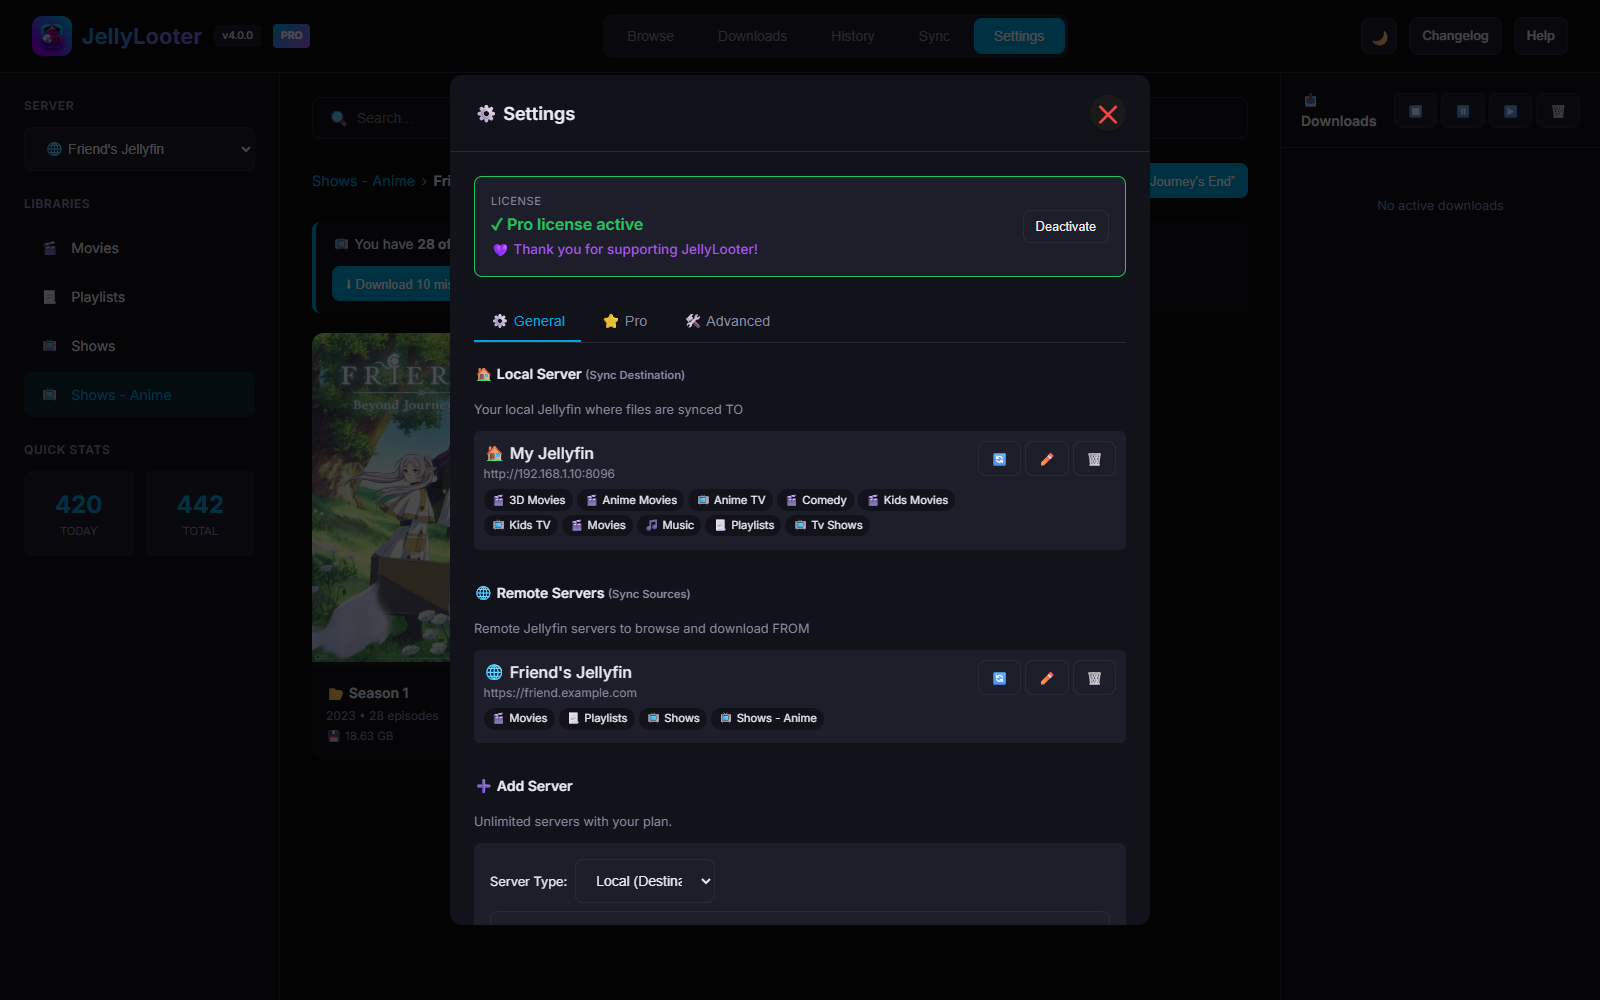 JellyLooter v4.0.0 PRO
Browse Downloads History Sync Settings
Changelog Help
SERVER
Friend's Jellyfin
LIBRARIES
Movies
Playlists
Shows
Shows - Anime
QUICK STATS
420
TODAY
442
TOTAL
Search...
Shows - Anime ›
Journey's End"
You have 28
Download 10
FRIER
Beyond Journey
Season 1
2023 • 28 episodes
18.63 GB
Settings
LICENSE
✓ Pro license active
Thank you for supporting JellyLooter!
Deactivate
General Pro Advanced
Local Server (Sync Destination)
Your local Jellyfin where files are synced TO
My Jellyfin
http://192.168.1.10:8096
3D Movies Anime Movies Anime TV Comedy Kids Movies
Kids TV Movies Music Playlists Tv Shows
Remote Servers (Sync Sources)
Remote Jellyfin servers to browse and download FROM
Friend's Jellyfin
https://friend.example.com
Movies Playlists Shows Shows - Anime
Add Server
Unlimited servers with your plan.
Server Type: Local (Destina
Downloads
No active downloads